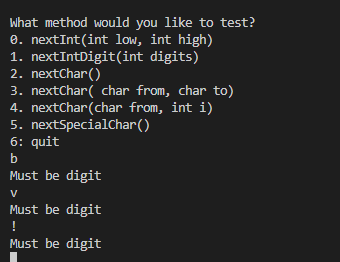 What method would you like to test?
0. nextInt(int low, int high)
1. nextIntDigit(int digits)
2. nextChar()
3. nextChar( char from, char to)
4. nextChar(char from, int i)
5. nextSpecialChar()
6: quit
b
Must be digit
v
Must be digit
!
Must be digit